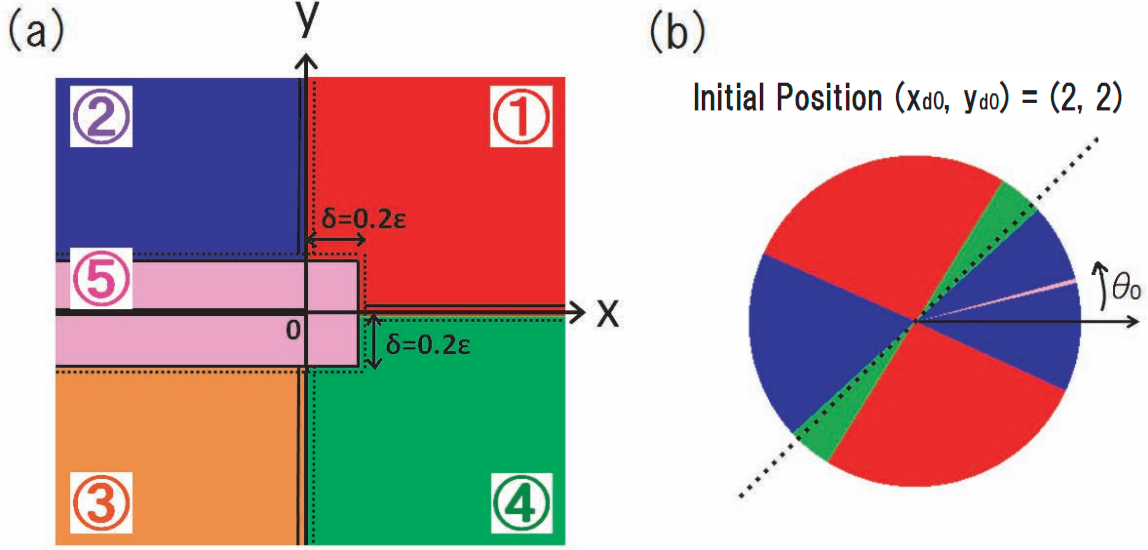 (a)
y
②
①
δ=0.2ε
⑤
x
0
δ=0.2ε
③
④
(b)
Initial Position (xd0, yd0) = (2, 2)
θ0